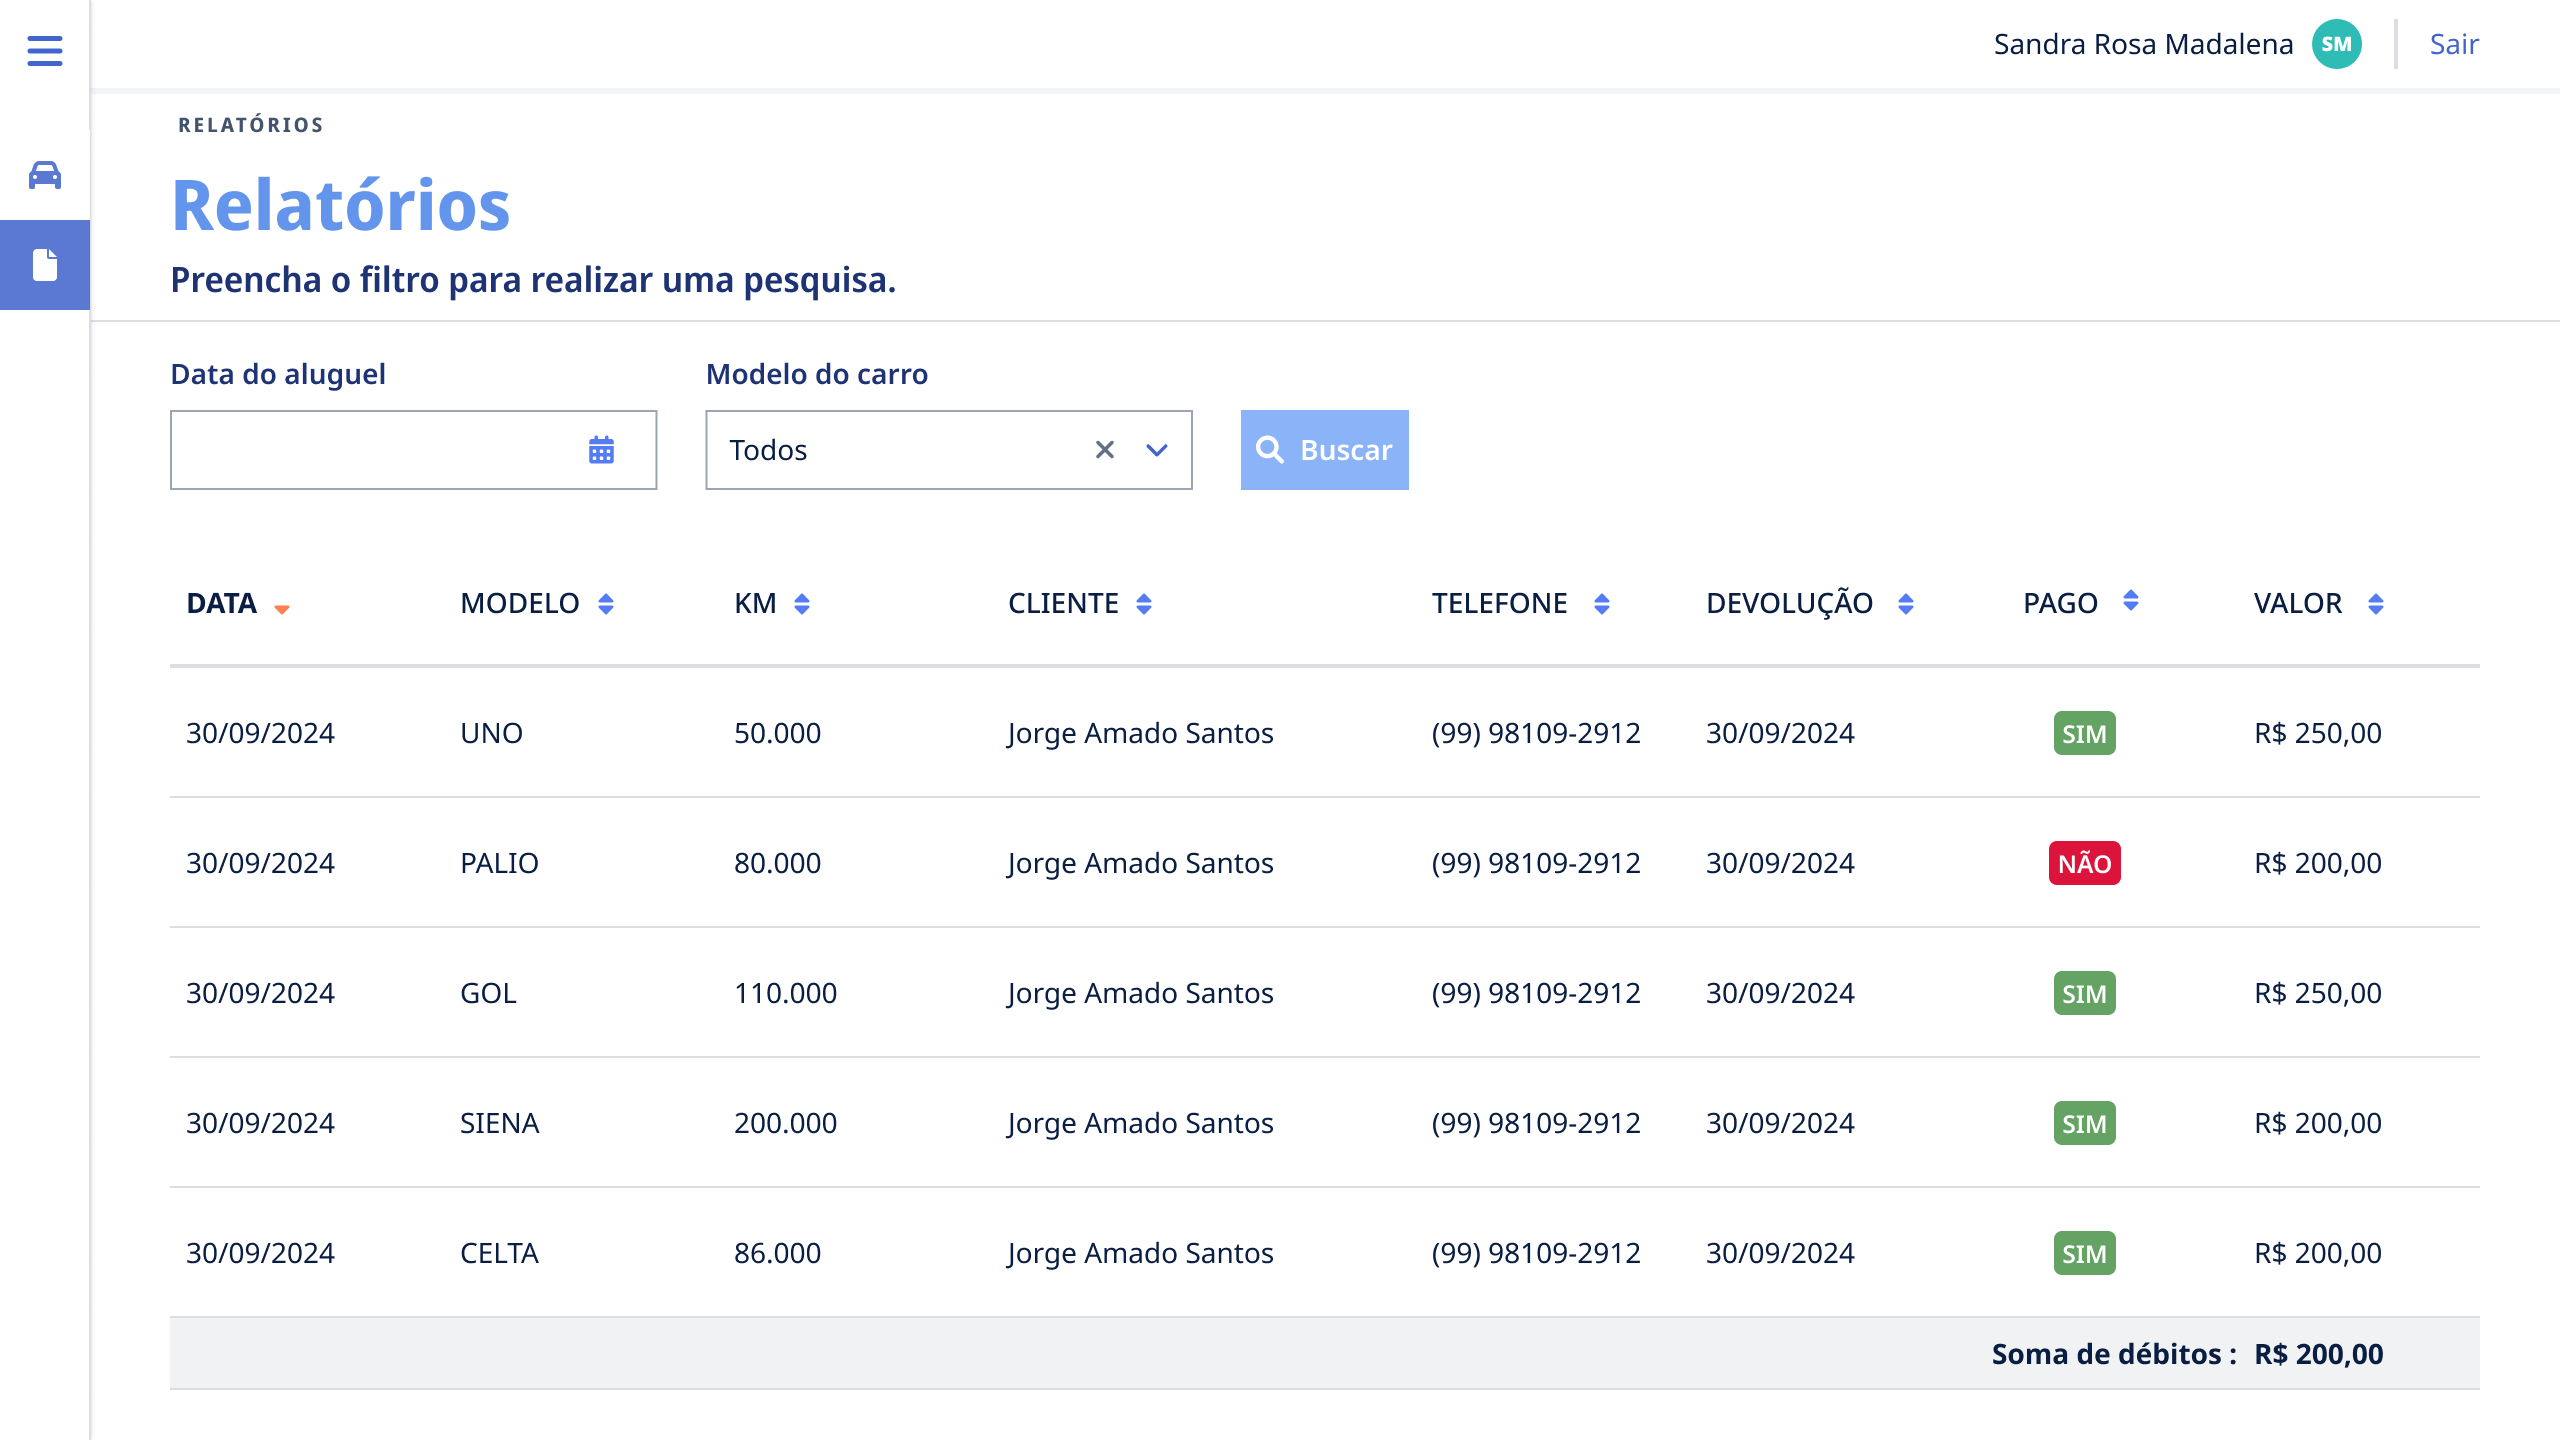 Sandra Rosa Madalena SM Sair
RELATÓRIOS
Relatórios
Preencha o filtro para realizar uma pesquisa.
Data do aluguel Modelo do carro
Todos Buscar
DATA MODELO KM CLIENTE TELEFONE DEVOLUÇÃO PAGO VALOR
30/09/2024 UNO 50.000 Jorge Amado Santos (99) 98109-2912 30/09/2024 SIM R$ 250,00
30/09/2024 PALIO 80.000 Jorge Amado Santos (99) 98109-2912 30/09/2024 NÃO R$ 200,00
30/09/2024 GOL 110.000 Jorge Amado Santos (99) 98109-2912 30/09/2024 SIM R$ 250,00
30/09/2024 SIENA 200.000 Jorge Amado Santos (99) 98109-2912 30/09/2024 SIM R$ 200,00
30/09/2024 CELTA 86.000 Jorge Amado Santos (99) 98109-2912 30/09/2024 SIM R$ 200,00
Soma de débitos : R$ 200,00